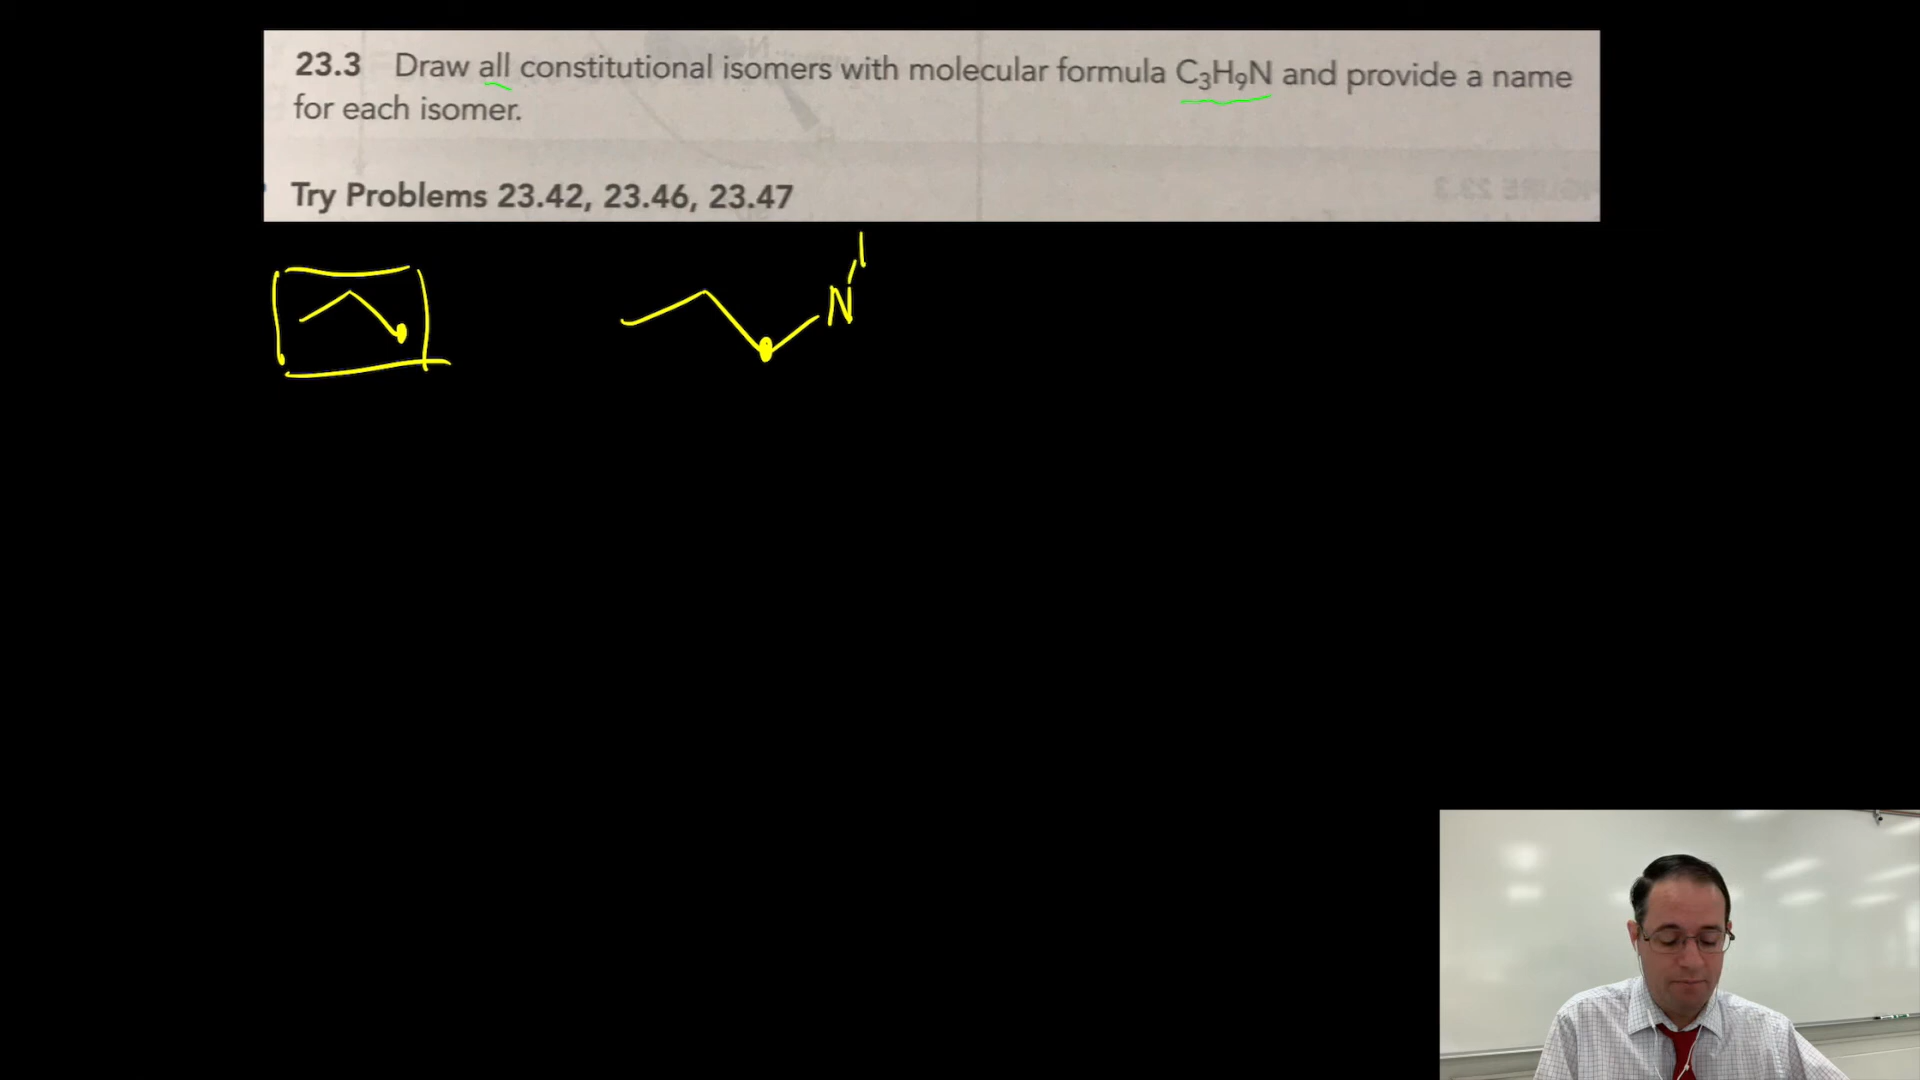 23.3 Draw all constitutional isomers with molecular formula C₃H₉N and provide a name
for each isomer.
Try Problems 23.42, 23.46, 23.47
N